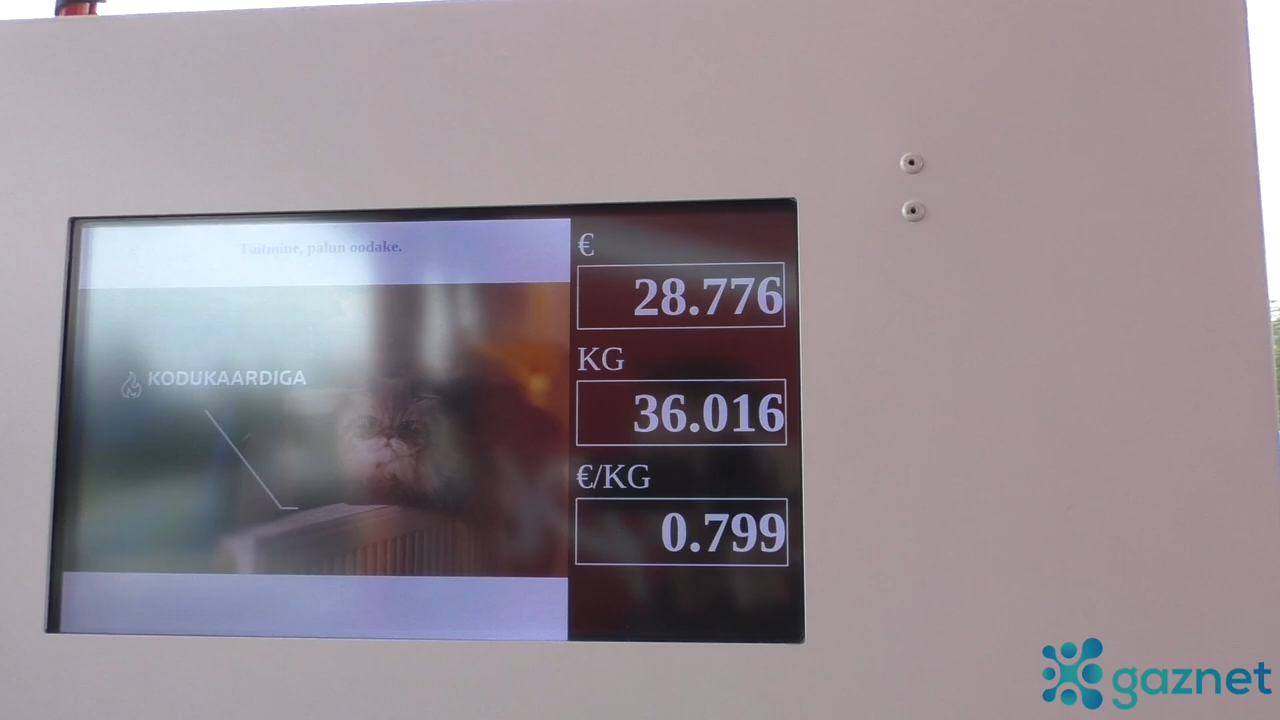 Täitmine, palun oodake.
KODUKAARDIGA
€
28.776
KG
36.016
€/KG
0.799
gaznet